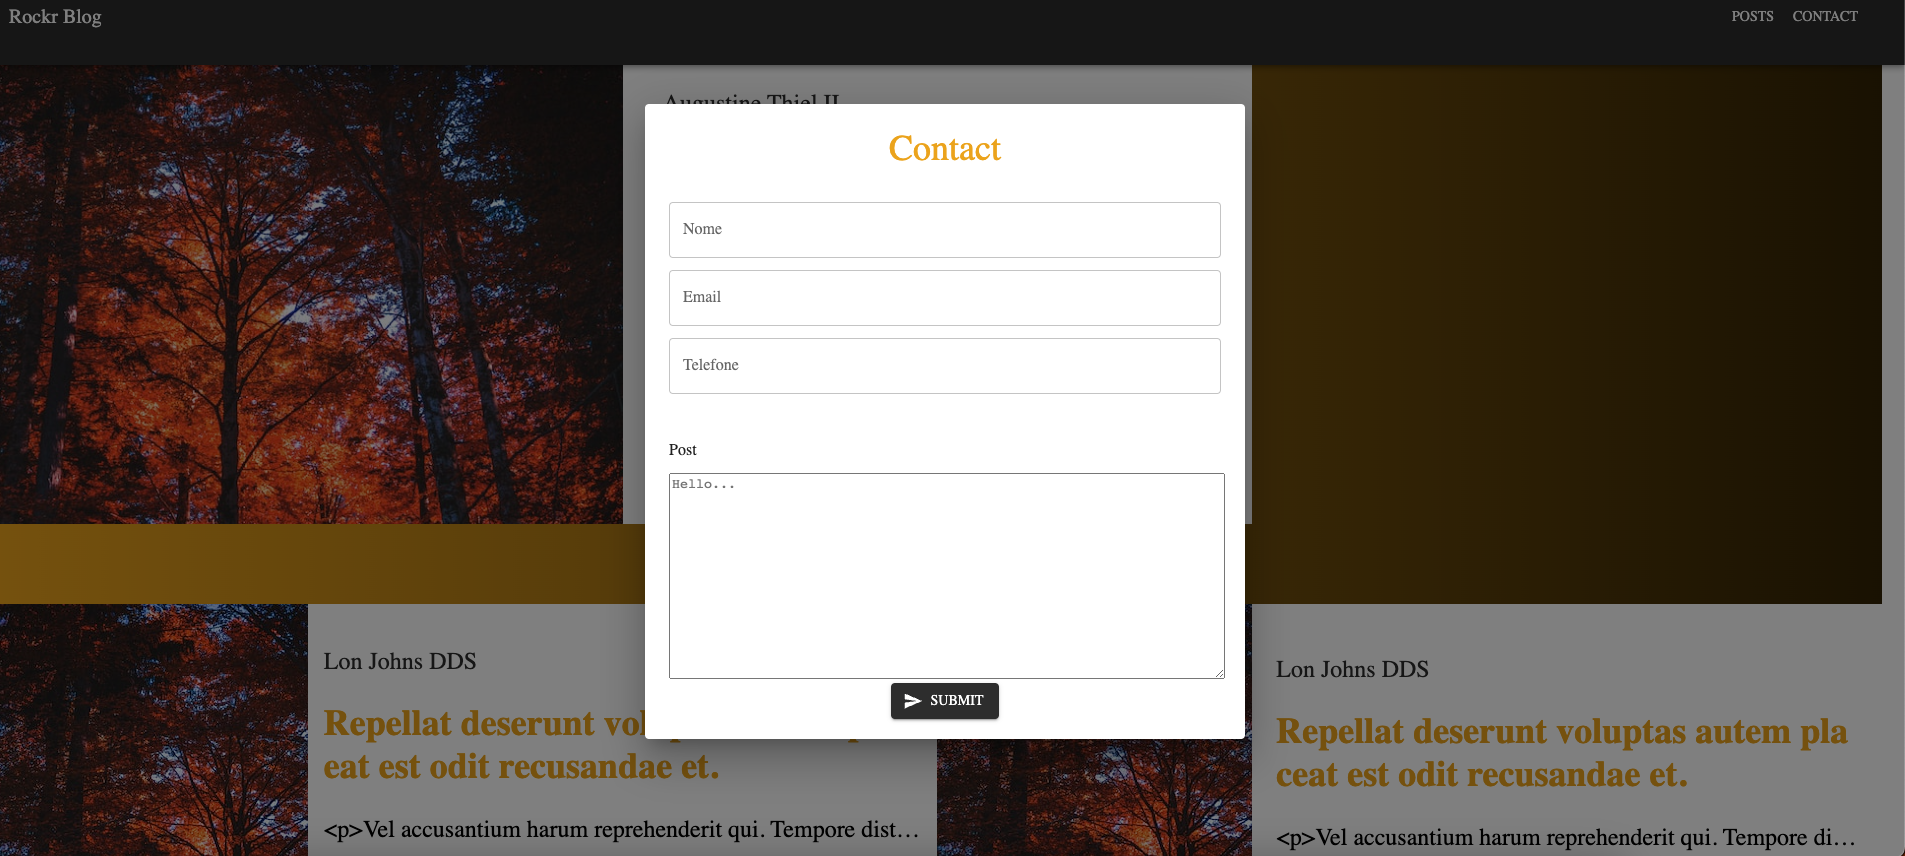 Rockr Blog
POSTS CONTACT
Augustine Thiel II
Contact
Nome
Email
Telefone
Post
Hello...
SUBMIT
Lon Johns DDS
Repellat deserunt
eat est odit recusandae et.
<p>Vel accusantium harum reprehenderit qui. Tempore dist…
Lon Johns DDS
Repellat deserunt voluptas autem pla
ceat est odit recusandae et.
<p>Vel accusantium harum reprehenderit qui. Tempore di…